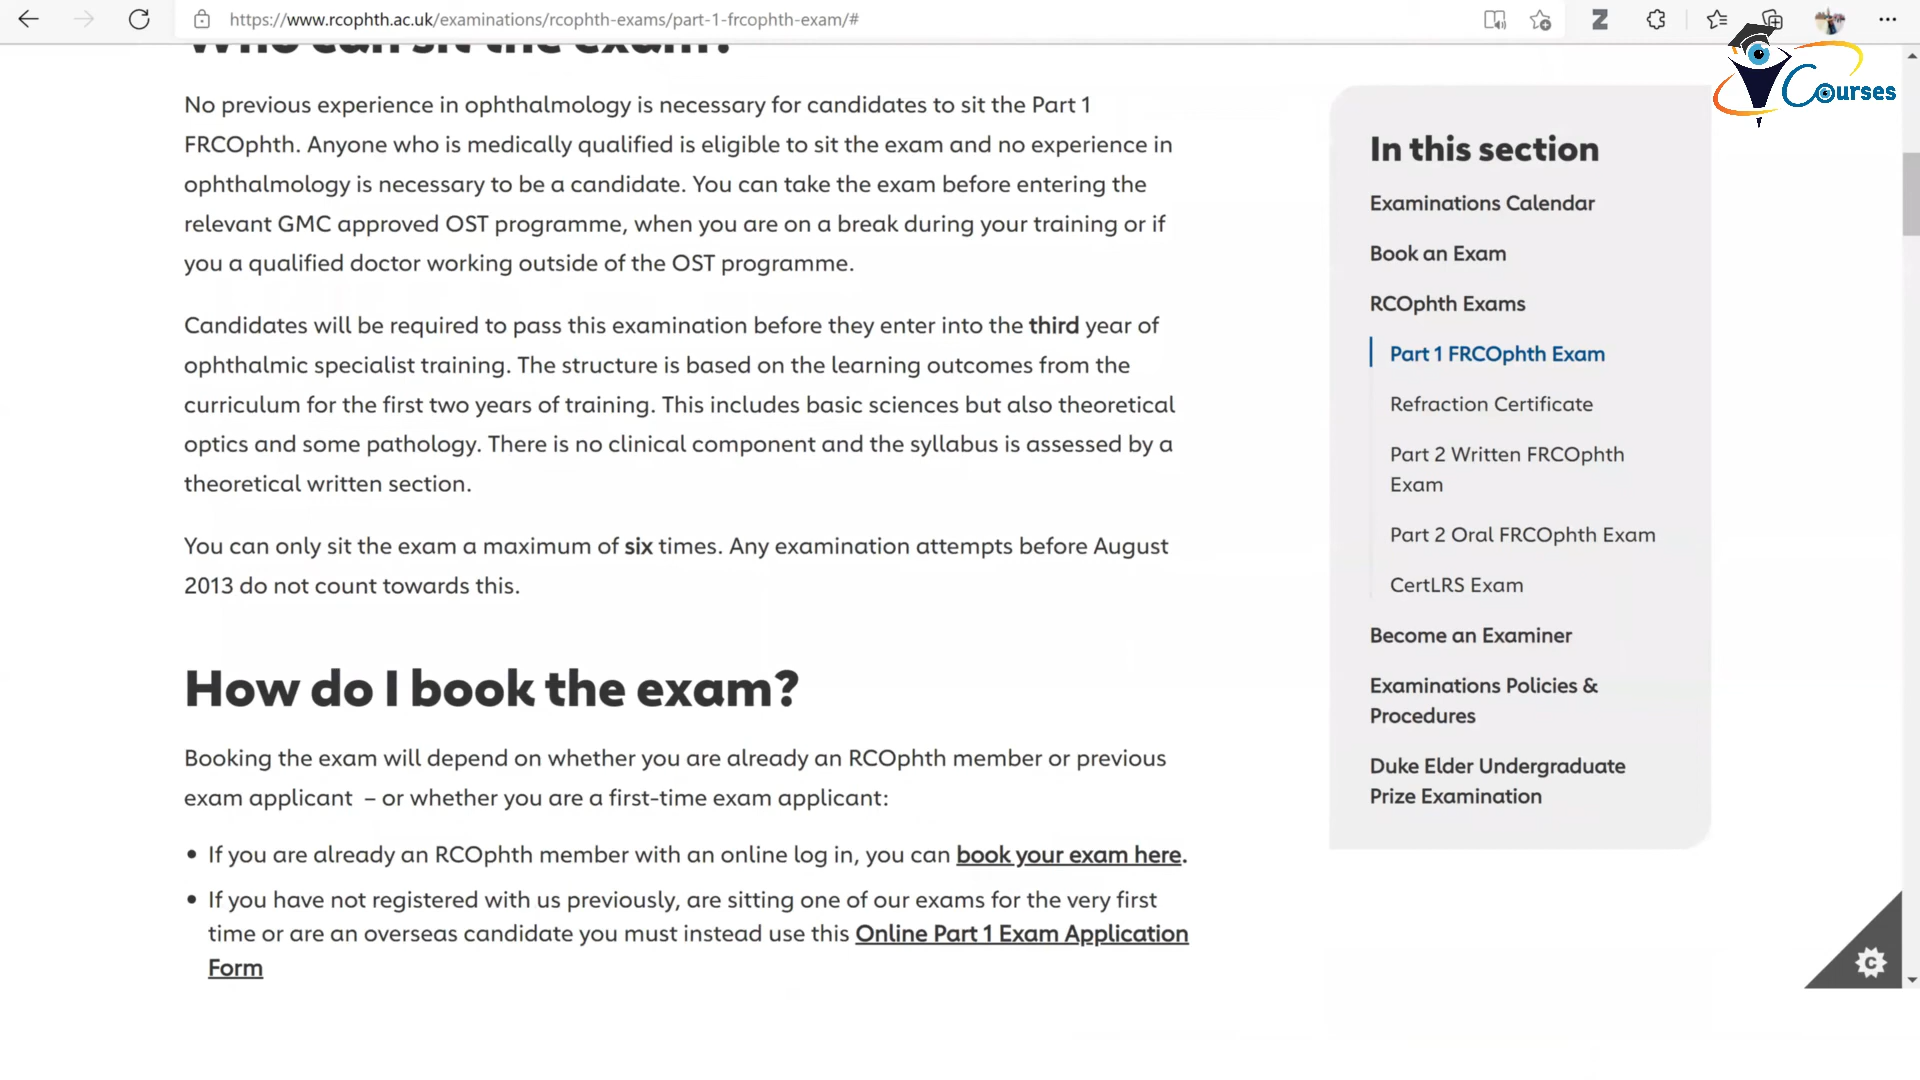 https://www.rcophth.ac.uk/examinations/rcophth-exams/part-1-frcophth-exam/#
Who can sit the exam?
No previous experience in ophthalmology is necessary for candidates to sit the Part 1
FRCOphth. Anyone who is medically qualified is eligible to sit the exam and no experience in
ophthalmology is necessary to be a candidate. You can take the exam before entering the
relevant GMC approved OST programme, when you are on a break during your training or if
you a qualified doctor working outside of the OST programme.
Candidates will be required to pass this examination before they enter into the third year of
ophthalmic specialist training. The structure is based on the learning outcomes from the
curriculum for the first two years of training. This includes basic sciences but also theoretical
optics and some pathology. There is no clinical component and the syllabus is assessed by a
theoretical written section.
You can only sit the exam a maximum of six times. Any examination attempts before August
2013 do not count towards this.
How do I book the exam?
Booking the exam will depend on whether you are already an RCOphth member or previous
exam applicant – or whether you are a first-time exam applicant:
• If you are already an RCOphth member with an online log in, you can book your exam here.
• If you have not registered with us previously, are sitting one of our exams for the very first
time or are an overseas candidate you must instead use this Online Part 1 Exam Application
Form
Courses
In this section
Examinations Calendar
Book an Exam
RCOphth Exams
Part 1 FRCOphth Exam
Refraction Certificate
Part 2 Written FRCOphth
Exam
Part 2 Oral FRCOphth Exam
CertLRS Exam
Become an Examiner
Examinations Policies &
Procedures
Duke Elder Undergraduate
Prize Examination